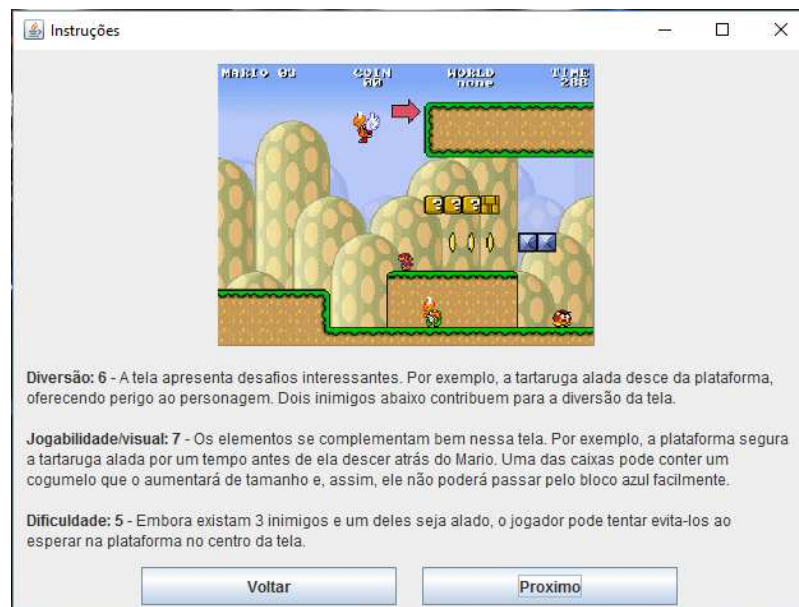 Instruções
MARIO 03 COIN WORLD TIME
00 none 288
Diversão: 6 - A tela apresenta desafios interessantes. Por exemplo, a tartaruga alada desce da plataforma,
oferecendo perigo ao personagem. Dois inimigos abaixo contribuem para a diversão da tela.
Jogabilidade/visual: 7 - Os elementos se complementam bem nessa tela. Por exemplo, a plataforma segura
a tartaruga alada por um tempo antes de ela descer atrás do Mario. Uma das caixas pode conter um
cogumelo que o aumentará de tamanho e, assim, ele não poderá passar pelo bloco azul facilmente.
Dificuldade: 5 - Embora existam 3 inimigos e um deles seja alado, o jogador pode tentar evita-los ao
esperar na plataforma no centro da tela.
Voltar Proximo